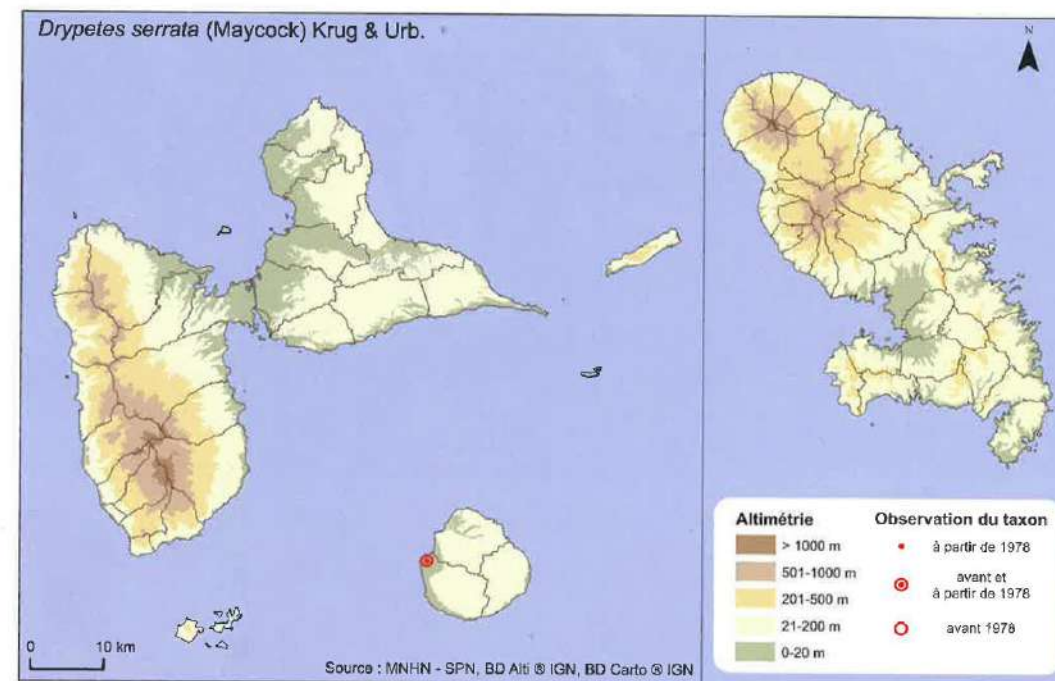 Drypetes serrata (Maycock) Krug & Urb.
N
Altimétrie
> 1000 m
501-1000 m
201-500 m
21-200 m
0-20 m
Observation du taxon
à partir de 1978
avant et
à partir de 1978
avant 1978
0 10 km
Source : MNHN - SPN, BD Alti ® IGN, BD Carto ® IGN